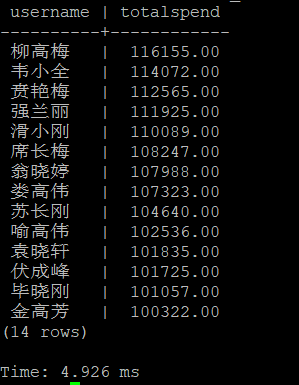 username | totalspend
----------+------------
柳高梅 | 116155.00
韦小全 | 114072.00
贲艳梅 | 112565.00
强兰丽 | 111925.00
滑小刚 | 110089.00
席长梅 | 108247.00
翁晓婷 | 107988.00
娄高伟 | 107323.00
苏长刚 | 104640.00
喻高伟 | 102536.00
袁晓轩 | 101835.00
伏成峰 | 101725.00
毕晓刚 | 101057.00
金高芳 | 100322.00
(14 rows)
Time: 4.926 ms